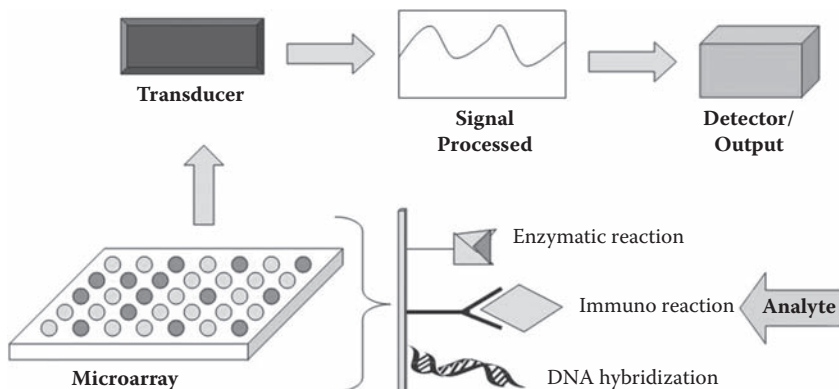 Transducer
Signal
Processed
Detector/
Output
Enzymatic reaction
Immuno reaction
Analyte
DNA hybridization
Microarray